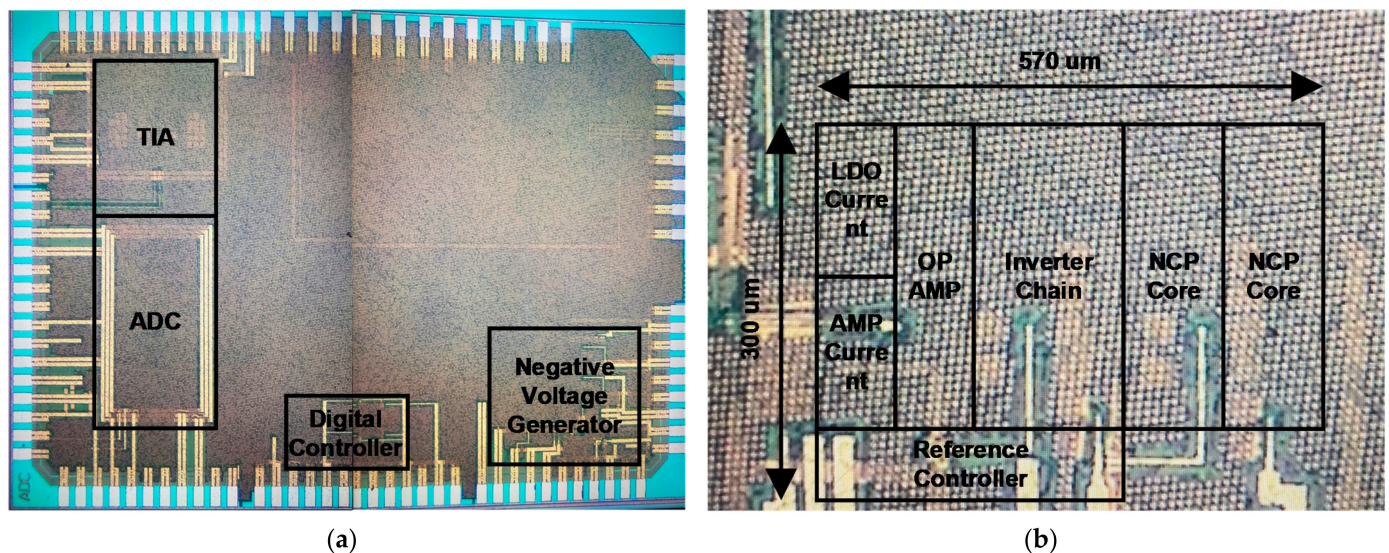 TIA
ADC
Digital
Controller
Negative
Voltage
Generator
ADC
(a)
570 um
300 um
LDO
Curre
nt
AMP
Curre
nt
OP
AMP
Inverter
Chain
NCP
Core
NCP
Core
Reference
Controller
(b)